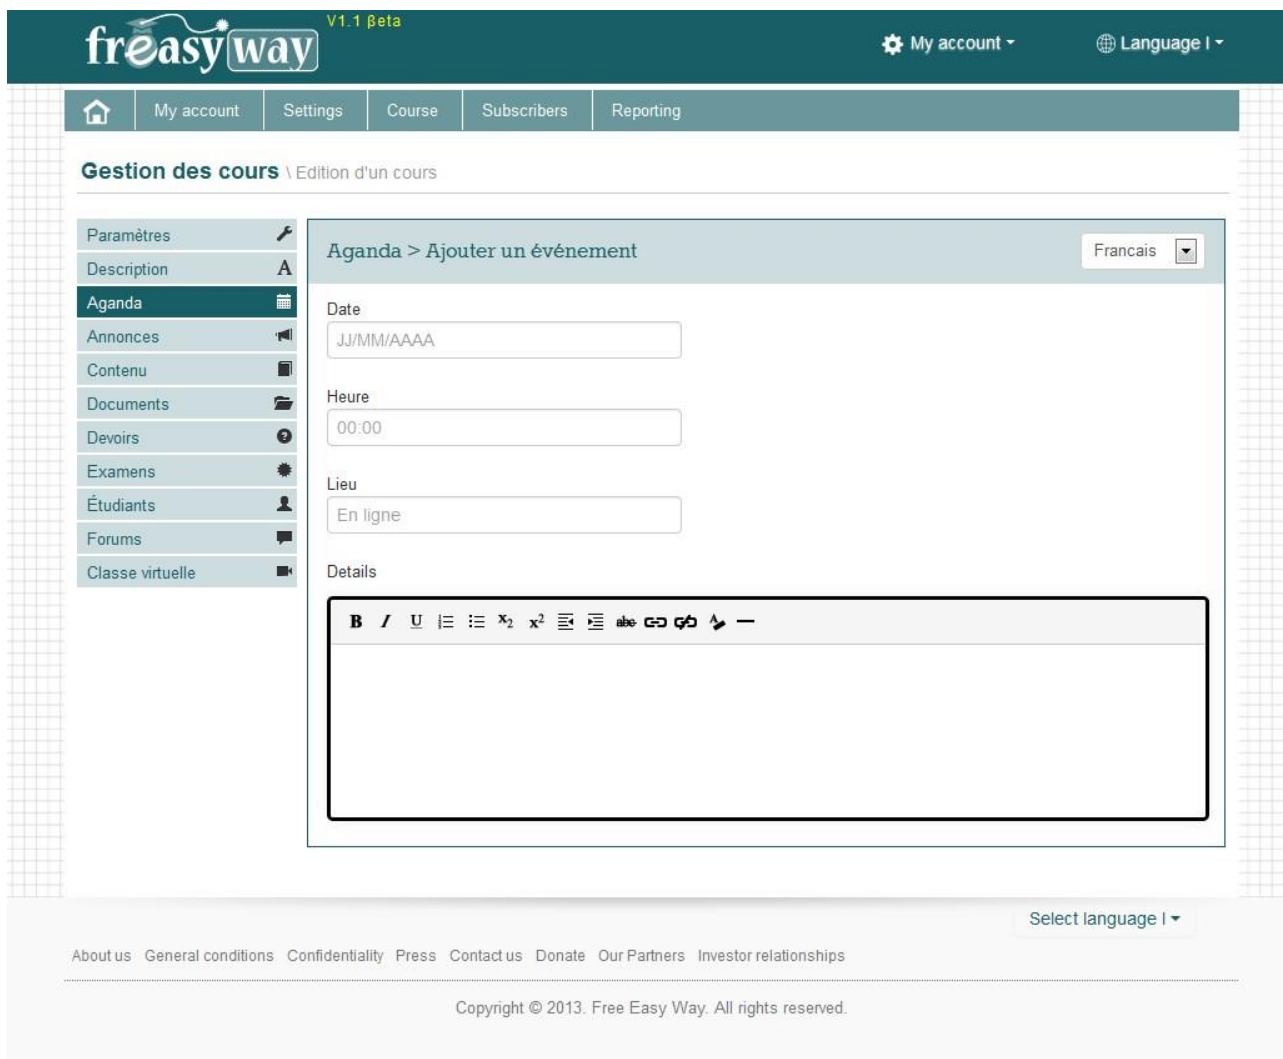 freasyway V1.1 βeta
My account Language I
My account Settings Course Subscribers Reporting
Gestion des cours \ Edition d'un cours
Paramètres
Description A
Aganda
Annonces
Contenu
Documents
Devoirs
Examens
Étudiants
Forums
Classe virtuelle
Aganda > Ajouter un événement Francais
Date
JJ/MM/AAAA
Heure
00:00
Lieu
En ligne
Details
B I U x₂ x² abc
Select language I
About us General conditions Confidentiality Press Contact us Donate Our Partners Investor relationships
Copyright © 2013. Free Easy Way. All rights reserved.